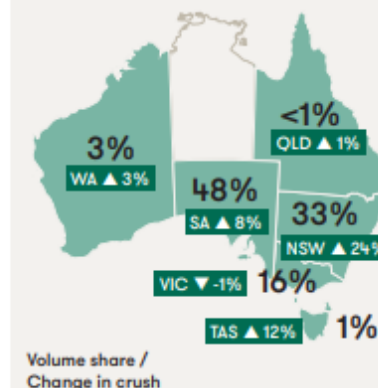 <1%
QLD ▲ 1%
3%
WA ▲ 3%
48%
SA ▲ 8%
33%
NSW ▲ 24%
VIC ▼ -1% 16%
TAS ▲ 12% 1%
Volume share /
Change in crush